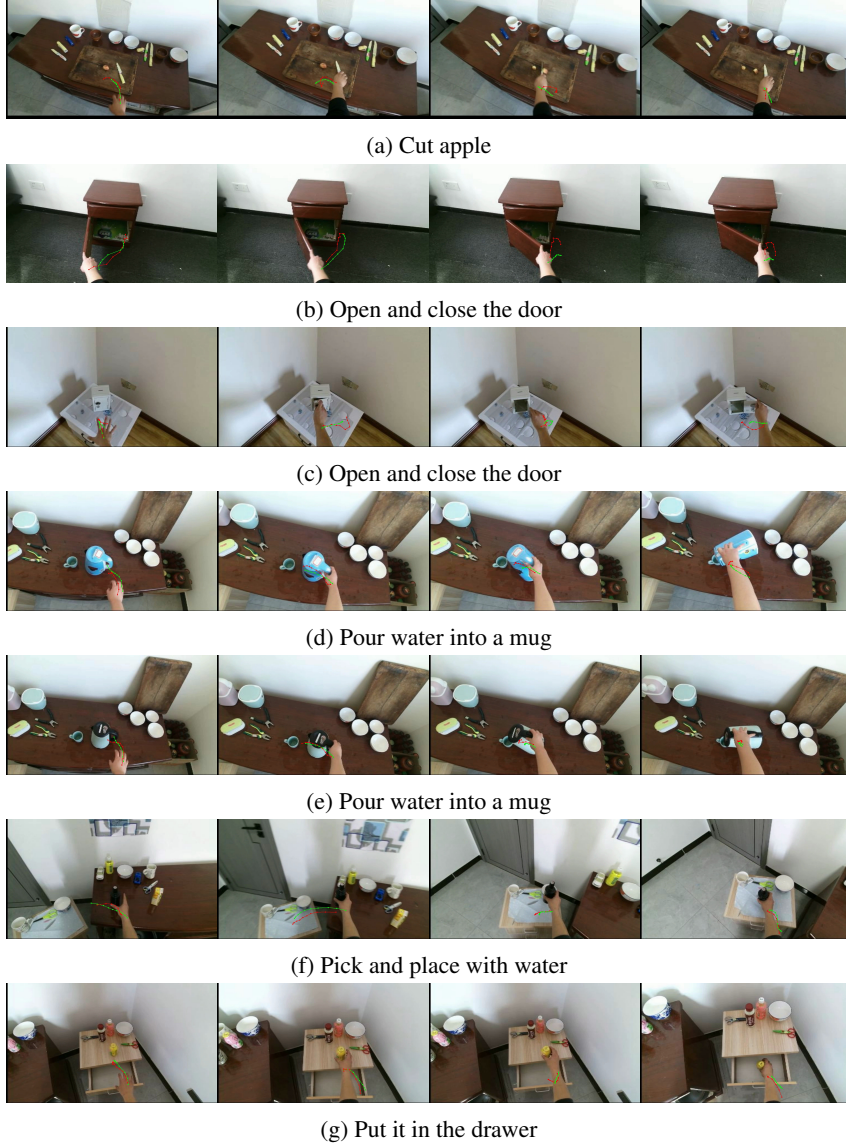 (a) Cut apple
(b) Open and close the door
(c) Open and close the door
(d) Pour water into a mug
(e) Pour water into a mug
(f) Pick and place with water
(g) Put it in the drawer